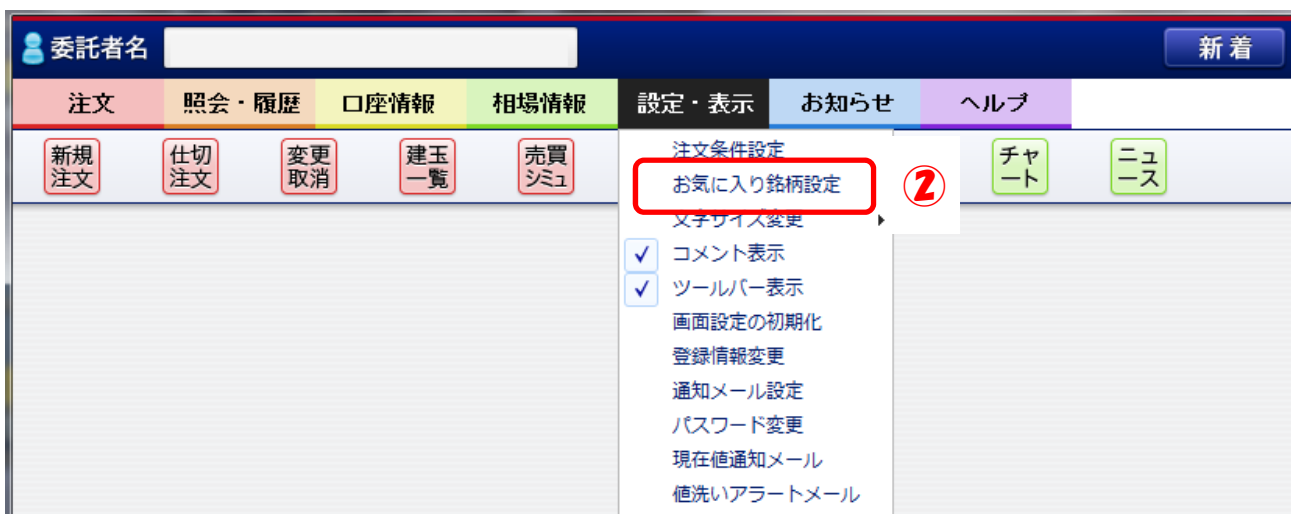 委託者名
新着
注文 照会・履歴 口座情報 相場情報 設定・表示 お知らせ ヘルプ
新規
注文
仕切
注文
変更
取消
建玉
一覧
売買
シミュ
チャ
ート
ニュ
ース
注文条件設定
お気に入り銘柄設定
②
文字サイズ変更
コメント表示
ツールバー表示
画面設定の初期化
登録情報変更
通知メール設定
パスワード変更
現在値通知メール
値洗いアラートメール